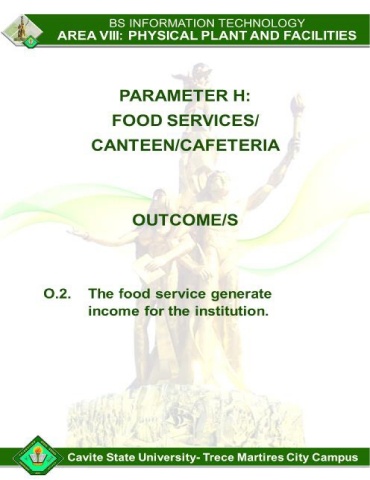 BS INFORMATION TECHNOLOGY
AREA VIII: PHYSICAL PLANT AND FACILITIES
PARAMETER H:
FOOD SERVICES/
CANTEEN/CAFETERIA
OUTCOME/S
O.2. The food service generate
income for the institution.
Cavite State University- Trece Martires City Campus